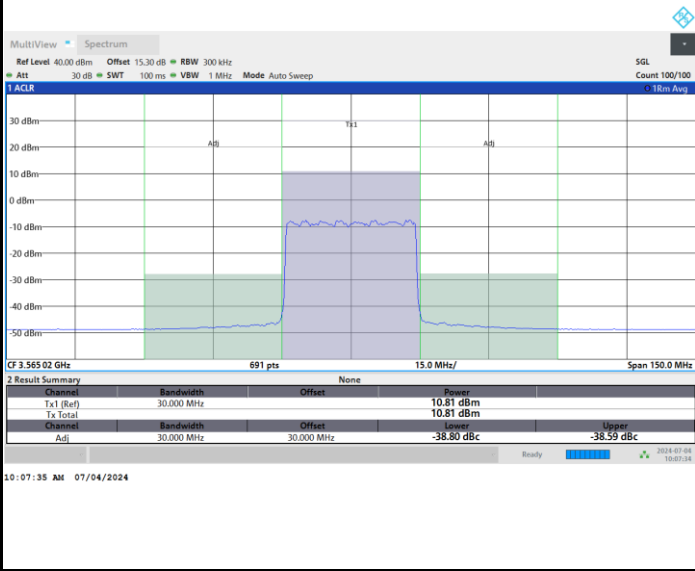 MultiView Spectrum
Ref Level 40.00 dBm Offset 15.30 dB RBW 300 kHz SGL
Att 30 dB SWT 100 ms VBW 1 MHz Mode Auto Sweep Count 100/100
1 ACLR 1Rm Avg
30 dBm
Tx1
20 dBm Adj Adj
10 dBm
0 dBm
-10 dBm
-20 dBm
-30 dBm
-40 dBm
-50 dBm
CF 3.565 02 GHz 691 pts 15.0 MHz/ Span 150.0 MHz
2 Result Summary None
Channel Bandwidth Offset Power
Tx1 (Ref) 30.000 MHz 10.81 dBm
Tx Total 10.81 dBm
Channel Bandwidth Offset Lower Upper
Adj 30.000 MHz 30.000 MHz -38.80 dBc -38.59 dBc
Ready 2024-07-04
10:07:34
10:07:35 AM 07/04/2024